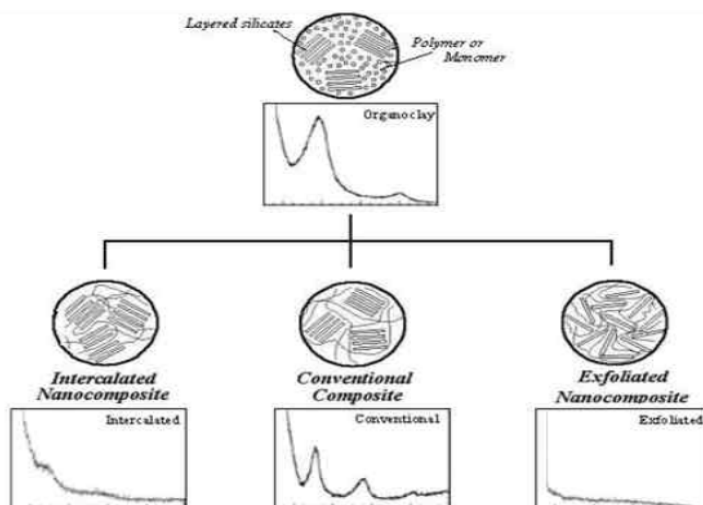 Layered silicates
Polymer or
Monomer
Organoclay
Intercalated
Nanocomposite
Conventional
Composite
Exfoliated
Nanocomposite
Intercalated
Conventional
Exfoliated